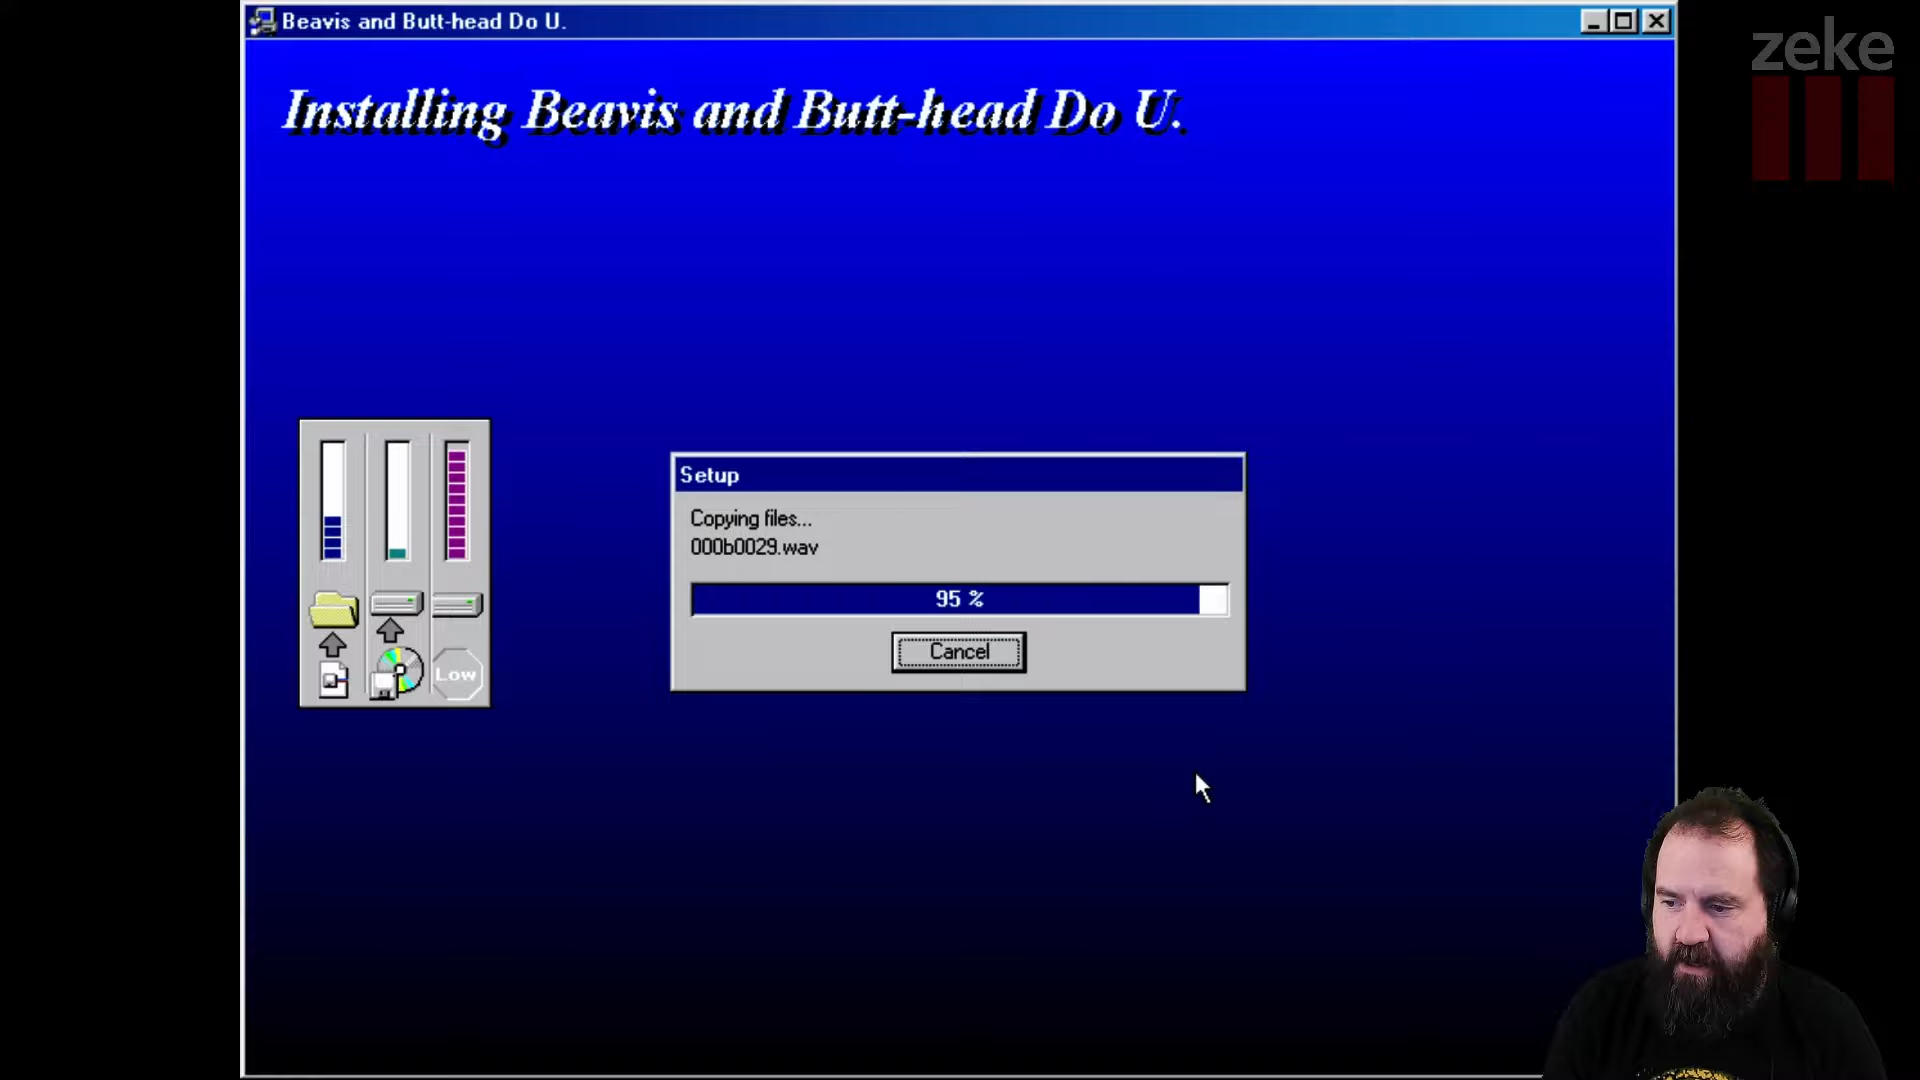 Beavis and Butt-head Do U.
zeke
Installing Beavis and Butt-head Do U.
Setup
Copying files...
000b0029.wav
95 %
Cancel
Low